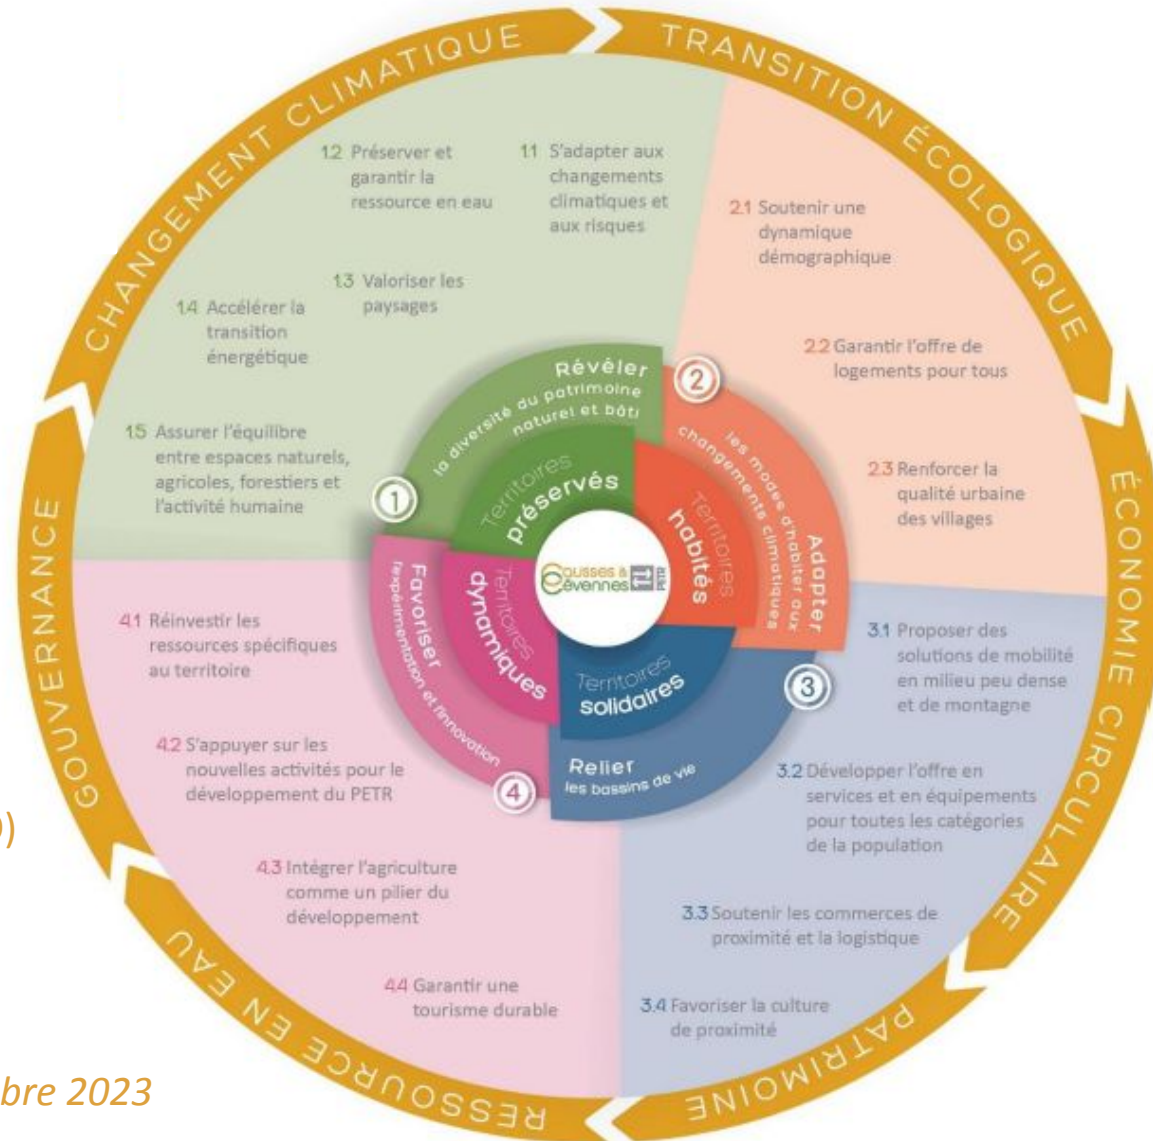 CHANGEMENT CLIMATIQUE
TRANSITION ÉCOLOGIQUE
ÉCONOMIE CIRCULAIRE
PATRIMOINE
RESSOURCE EN EAU
GOUVERNANCE
1.1 S'adapter aux
changements
climatiques et
aux risques
1.2 Préserver et
garantir la
ressource en eau
1.3 Valoriser les
paysages
1.4 Accélérer la
transition
énergétique
1.5 Assurer l'équilibre
entre espaces naturels,
agricoles, forestiers et
l'activité humaine
2.1 Soutenir une
dynamique
démographique
2.2 Garantir l'offre de
logements pour tous
2.3 Renforcer la
qualité urbaine
des villages
3.1 Proposer des
solutions de mobilité
en milieu peu dense
et de montagne
3.2 Développer l'offre en
services et en équipements
pour toutes les catégories
de la population
3.3 Soutenir les commerces de
proximité et la logistique
3.4 Favoriser la culture
de proximité
4.1 Réinvestir les
ressources spécifiques
au territoire
4.2 S'appuyer sur les
nouvelles activités pour le
développement du PETR
4.3 Intégrer l'agriculture
comme un pilier du
développement
4.4 Garantir une
tourisme durable
1
Révéler
la diversité du patrimoine
naturel et bâti
Territoires
préservés
2
Adapter
les modes d'habiter aux
changements climatiques
Territoires
habités
3
Relier
les bassins de vie
Territoires
solidaires
4
Favoriser
l'expérimentation et l'innovation
Territoires
dynamiques
Causses &
Cévennes
PETR
)
bre 2023